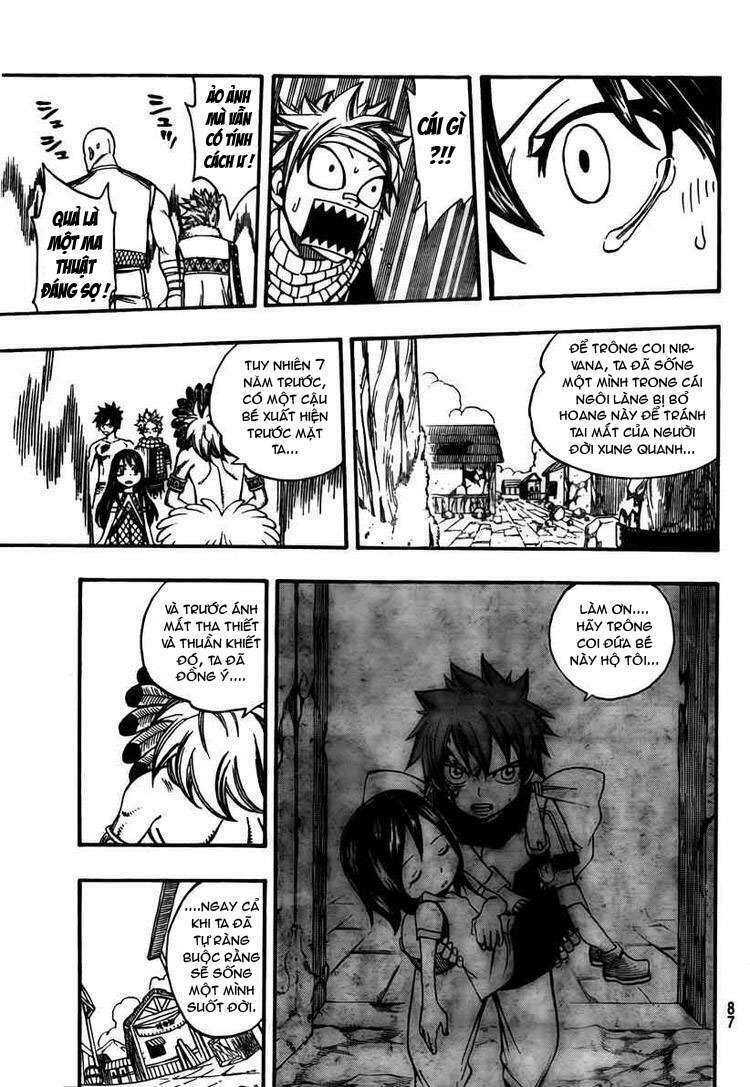 CÁI GÌ
?!!
ẢO ẢNH
MÀ VẪN
CÓ TÍNH
CÁCH Ư !
QUẢ LÀ
MỘT MA
THUẬT
ĐÁNG SỢ !
ĐỂ TRÔNG COI NIR-
VANA, TA ĐÃ SỐNG
MỘT MÌNH TRONG CÁI
NGÔI LÀNG BỊ BỎ
HOANG NÀY ĐỂ TRÁNH
TAI MẮT CỦA NGƯỜI
ĐỜI XUNG QUANH...
TUY NHIÊN 7
NĂM TRƯỚC,
CÓ MỘT CẬU
BÉ XUẤT HIỆN
TRƯỚC MẶT
TA...
LÀM ƠN....
HÃY TRÔNG
COI ĐỨA BÉ
NÀY HỘ TÔI...
VÀ TRƯỚC ÁNH
MẮT THA THIẾT
VÀ THUẦN KHIẾT
ĐÓ, TA ĐÃ
ĐỒNG Ý....
....NGAY CẢ
KHI TA ĐÃ
TỰ RÀNG
BUỘC RẰNG
SẼ SỐNG
MỘT MÌNH
SUỐT ĐỜI.
87